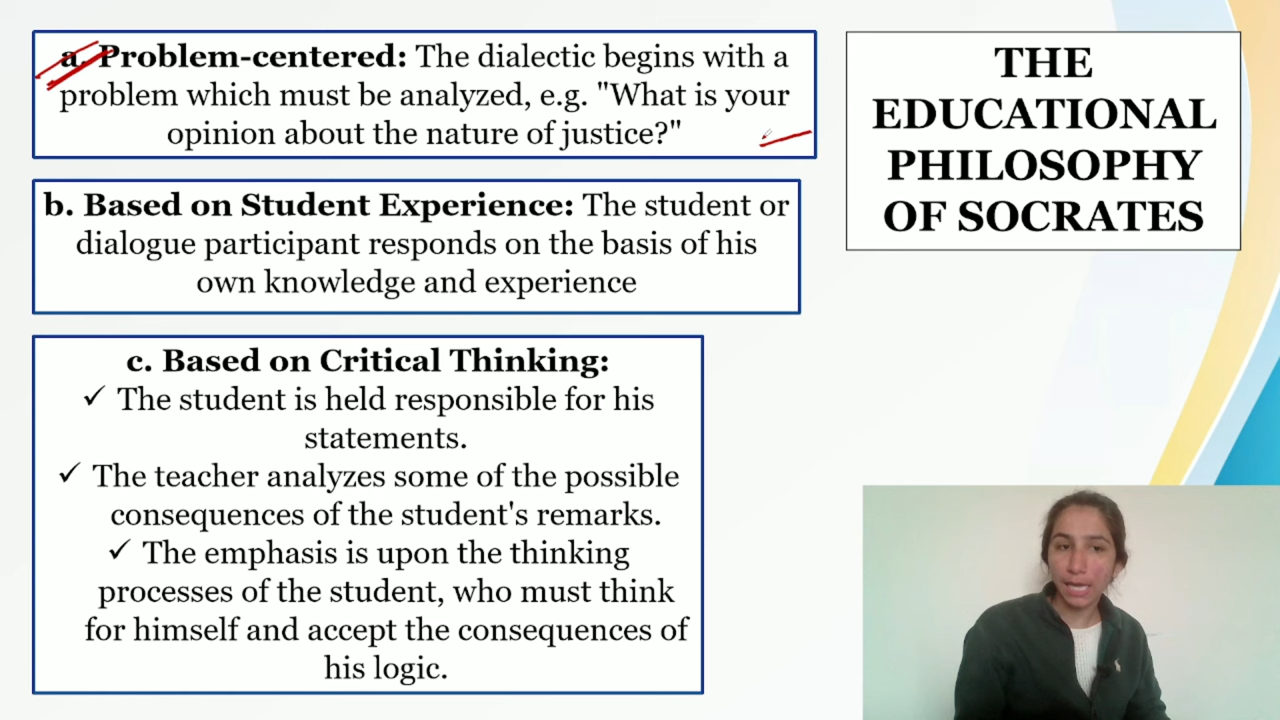 a. Problem-centered: The dialectic begins with a
problem which must be analyzed, e.g. "What is your
opinion about the nature of justice?"
b. Based on Student Experience: The student or
dialogue participant responds on the basis of his
own knowledge and experience
c. Based on Critical Thinking:
✓ The student is held responsible for his
statements.
✓ The teacher analyzes some of the possible
consequences of the student's remarks.
✓ The emphasis is upon the thinking
processes of the student, who must think
for himself and accept the consequences of
his logic.
THE
EDUCATIONAL
PHILOSOPHY
OF SOCRATES